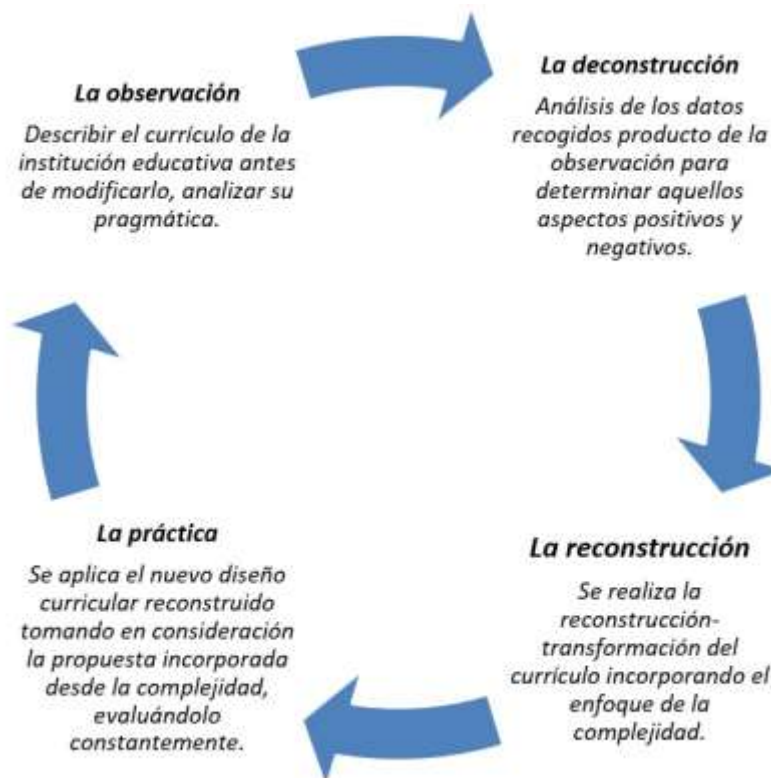 La observación
Describir el currículo de la
institución educativa antes
de modificarlo, analizar su
pragmática.
La deconstrucción
Análisis de los datos
recogidos producto de la
observación para
determinar aquellos
aspectos positivos y
negativos.
La reconstrucción
Se realiza la
reconstrucción-
transformación del
currículo incorporando el
enfoque de la
complejidad.
La práctica
Se aplica el nuevo diseño
curricular reconstruido
tomando en consideración
la propuesta incorporada
desde la complejidad,
evaluándolo
constantemente.